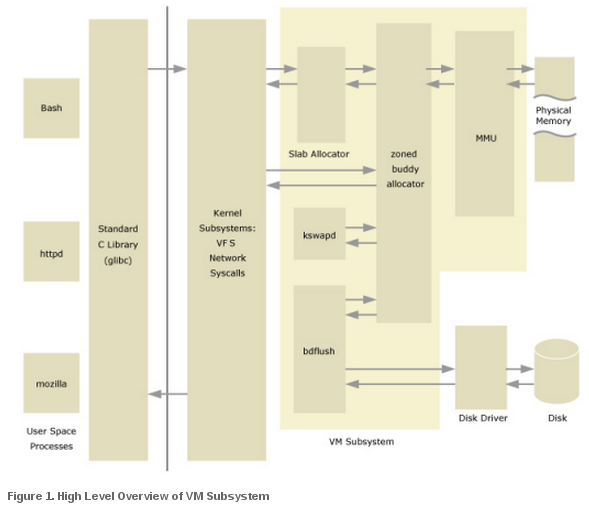 Bash
httpd
mozilla
User Space
Processes
Standard
C Library
(glibc)
Kernel
Subsystems:
VF S
Network
Syscalls
Slab Allocator
zoned
buddy
allocator
kswapd
bdflush
VM Subsystem
MMU
Physical
Memory
Disk Driver
Disk
Figure 1. High Level Overview of VM Subsystem